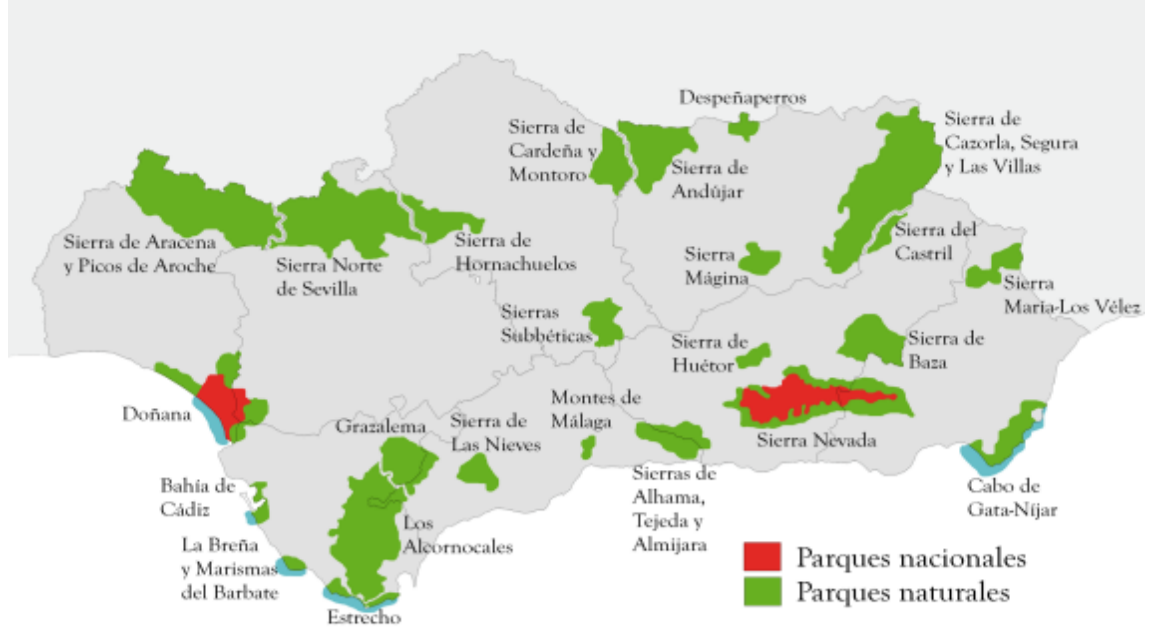 Despeñaperros
Sierra de
Cardeña y
Montoro
Sierra de
Andújar
Sierra de
Cazorla, Segura
y Las Villas
Sierra de Aracena
y Picos de Aroche
Sierra Norte
de Sevilla
Sierra de
Hornachuelos
Sierra
Mágina
Sierra del
Castril
Sierra
María-Los Vélez
Sierras
Subbéticas
Sierra de
Huétor
Sierra de
Baza
Doñana
Grazalema
Sierra de
Las Nieves
Montes de
Málaga
Sierra Nevada
Bahía de
Cádiz
Los
Alcornocales
Sierras de
Alhama,
Tejeda y
Almijara
Cabo de
Gata-Níjar
La Breña
y Marismas
del Barbate
Estrecho
Parques nacionales
Parques naturales